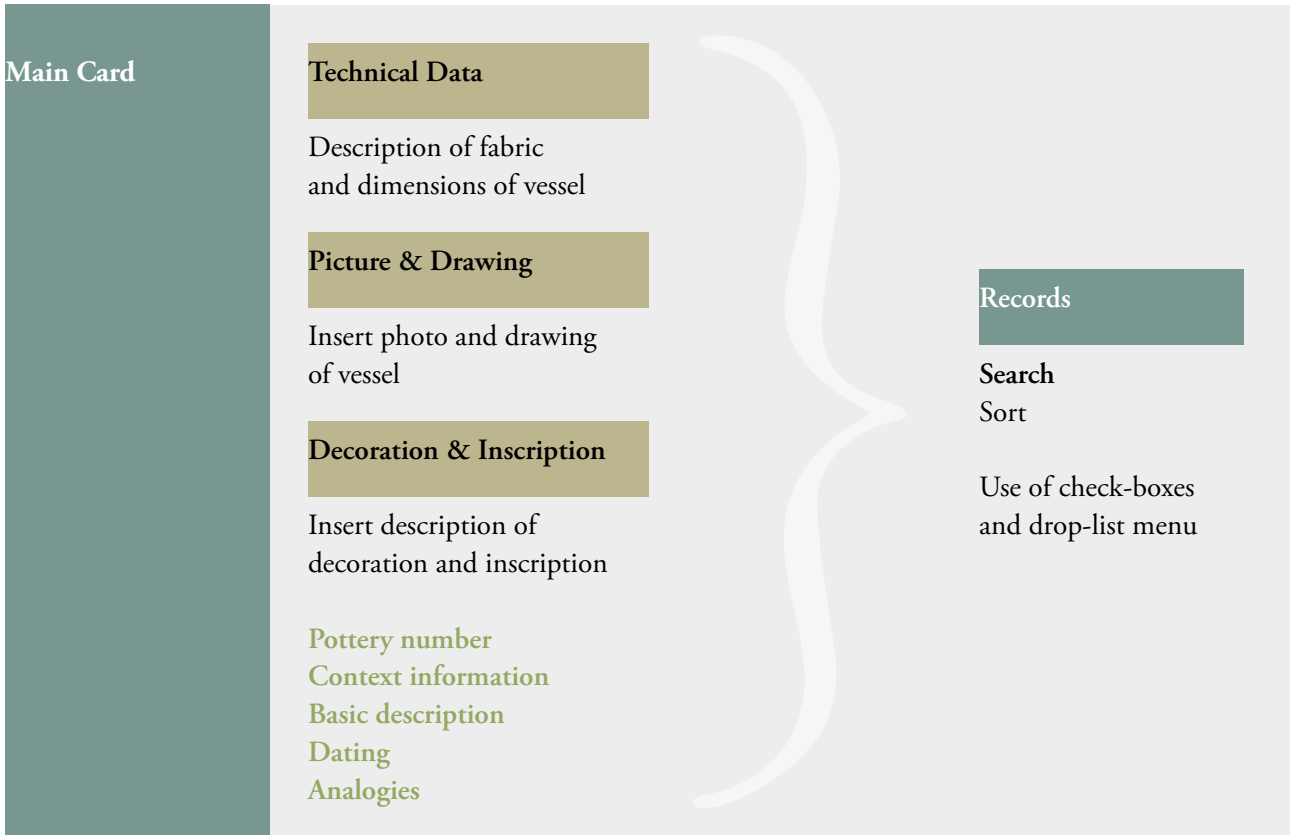 Main Card
Technical Data
Description of fabric
and dimensions of vessel
Picture & Drawing
Insert photo and drawing
of vessel
Decoration & Inscription
Insert description of
decoration and inscription
Pottery number
Context information
Basic description
Dating
Analogies
Records
Search
Sort
Use of check-boxes
and drop-list menu